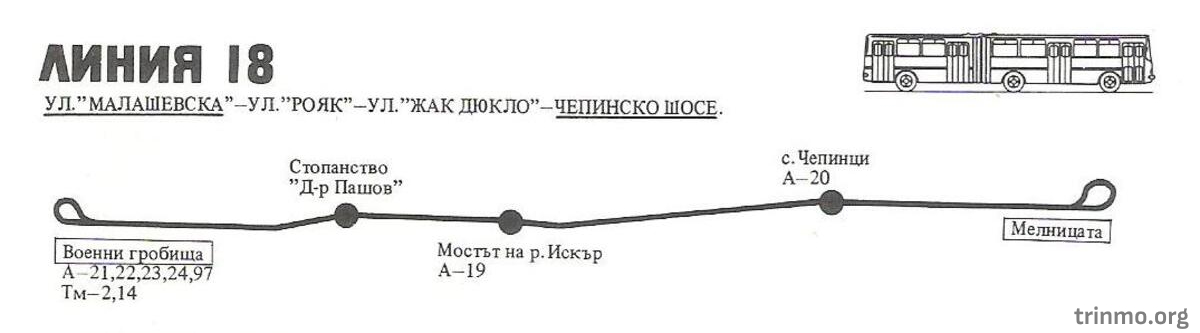 ЛИНИЯ 18
УЛ."МАЛАШЕВСКА"–УЛ."РОЯК"–УЛ."ЖАК ДЮКЛО"–ЧЕПИНСКО ШОСЕ.
Стопанство
"Д-р Пашов"
с. Чепинци
А–20
Военни гробища
А–21,22,23,24,97
Тм–2,14
Мостът на р. Искър
А–19
Мелницата
trinmo.org